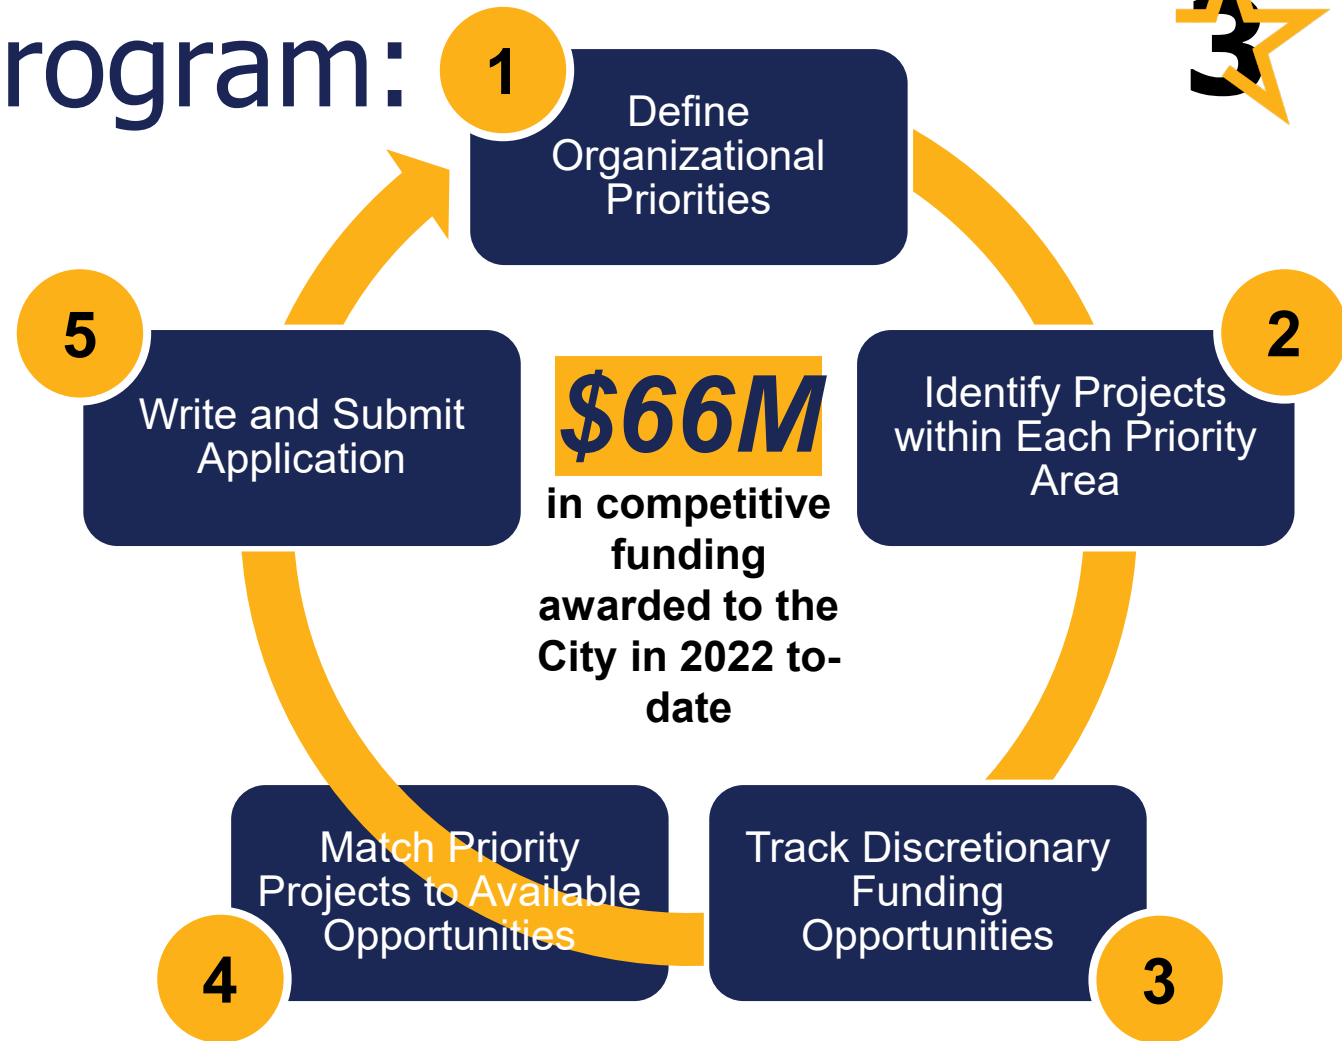 rogram:
3
1
Define
Organizational
Priorities
2
Identify Projects
within Each Priority
Area
3
Track Discretionary
Funding
Opportunities
4
Match Priority
Projects to Available
Opportunities
5
Write and Submit
Application
$66M
in competitive
funding
awarded to the
City in 2022 to-
date